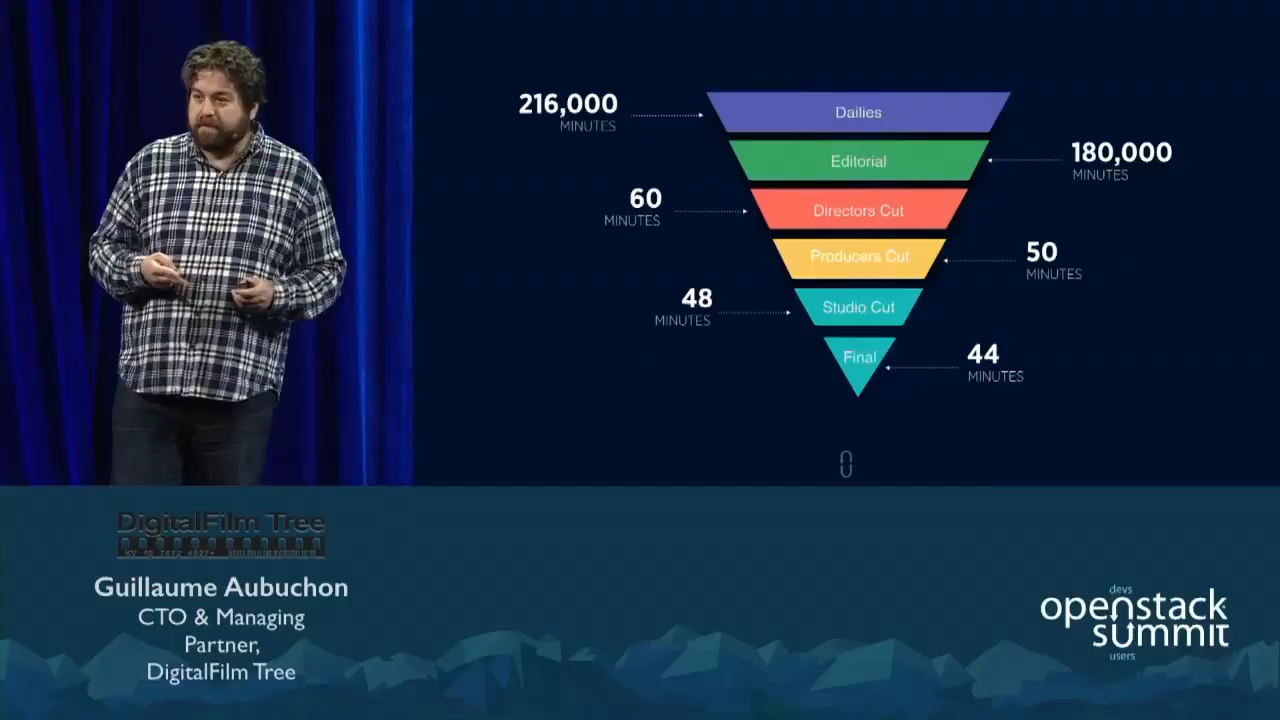 216,000
MINUTES
Dailies
Editorial
180,000
MINUTES
60
MINUTES
Directors Cut
Producers Cut
50
MINUTES
48
MINUTES
Studio Cut
Final
44
MINUTES
DigitalFilm Tree
Guillaume Aubuchon
CTO & Managing
Partner,
DigitalFilm Tree
devs
openstack
summit
users